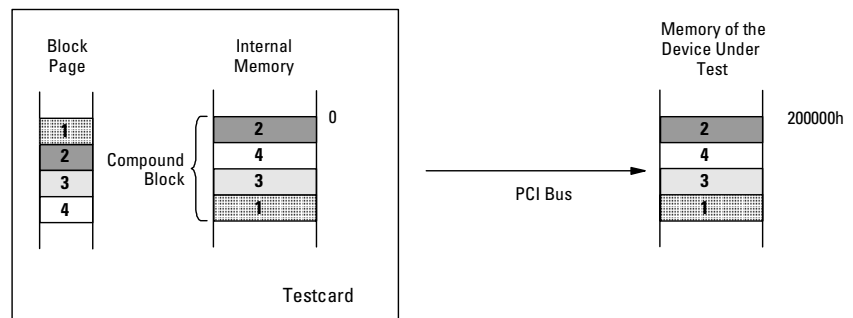 Block
Page
1
2
3
4
Compound
Block
Internal
Memory
0
2
4
3
1
Testcard
PCI Bus
Memory of the
Device Under
Test
200000h
2
4
3
1